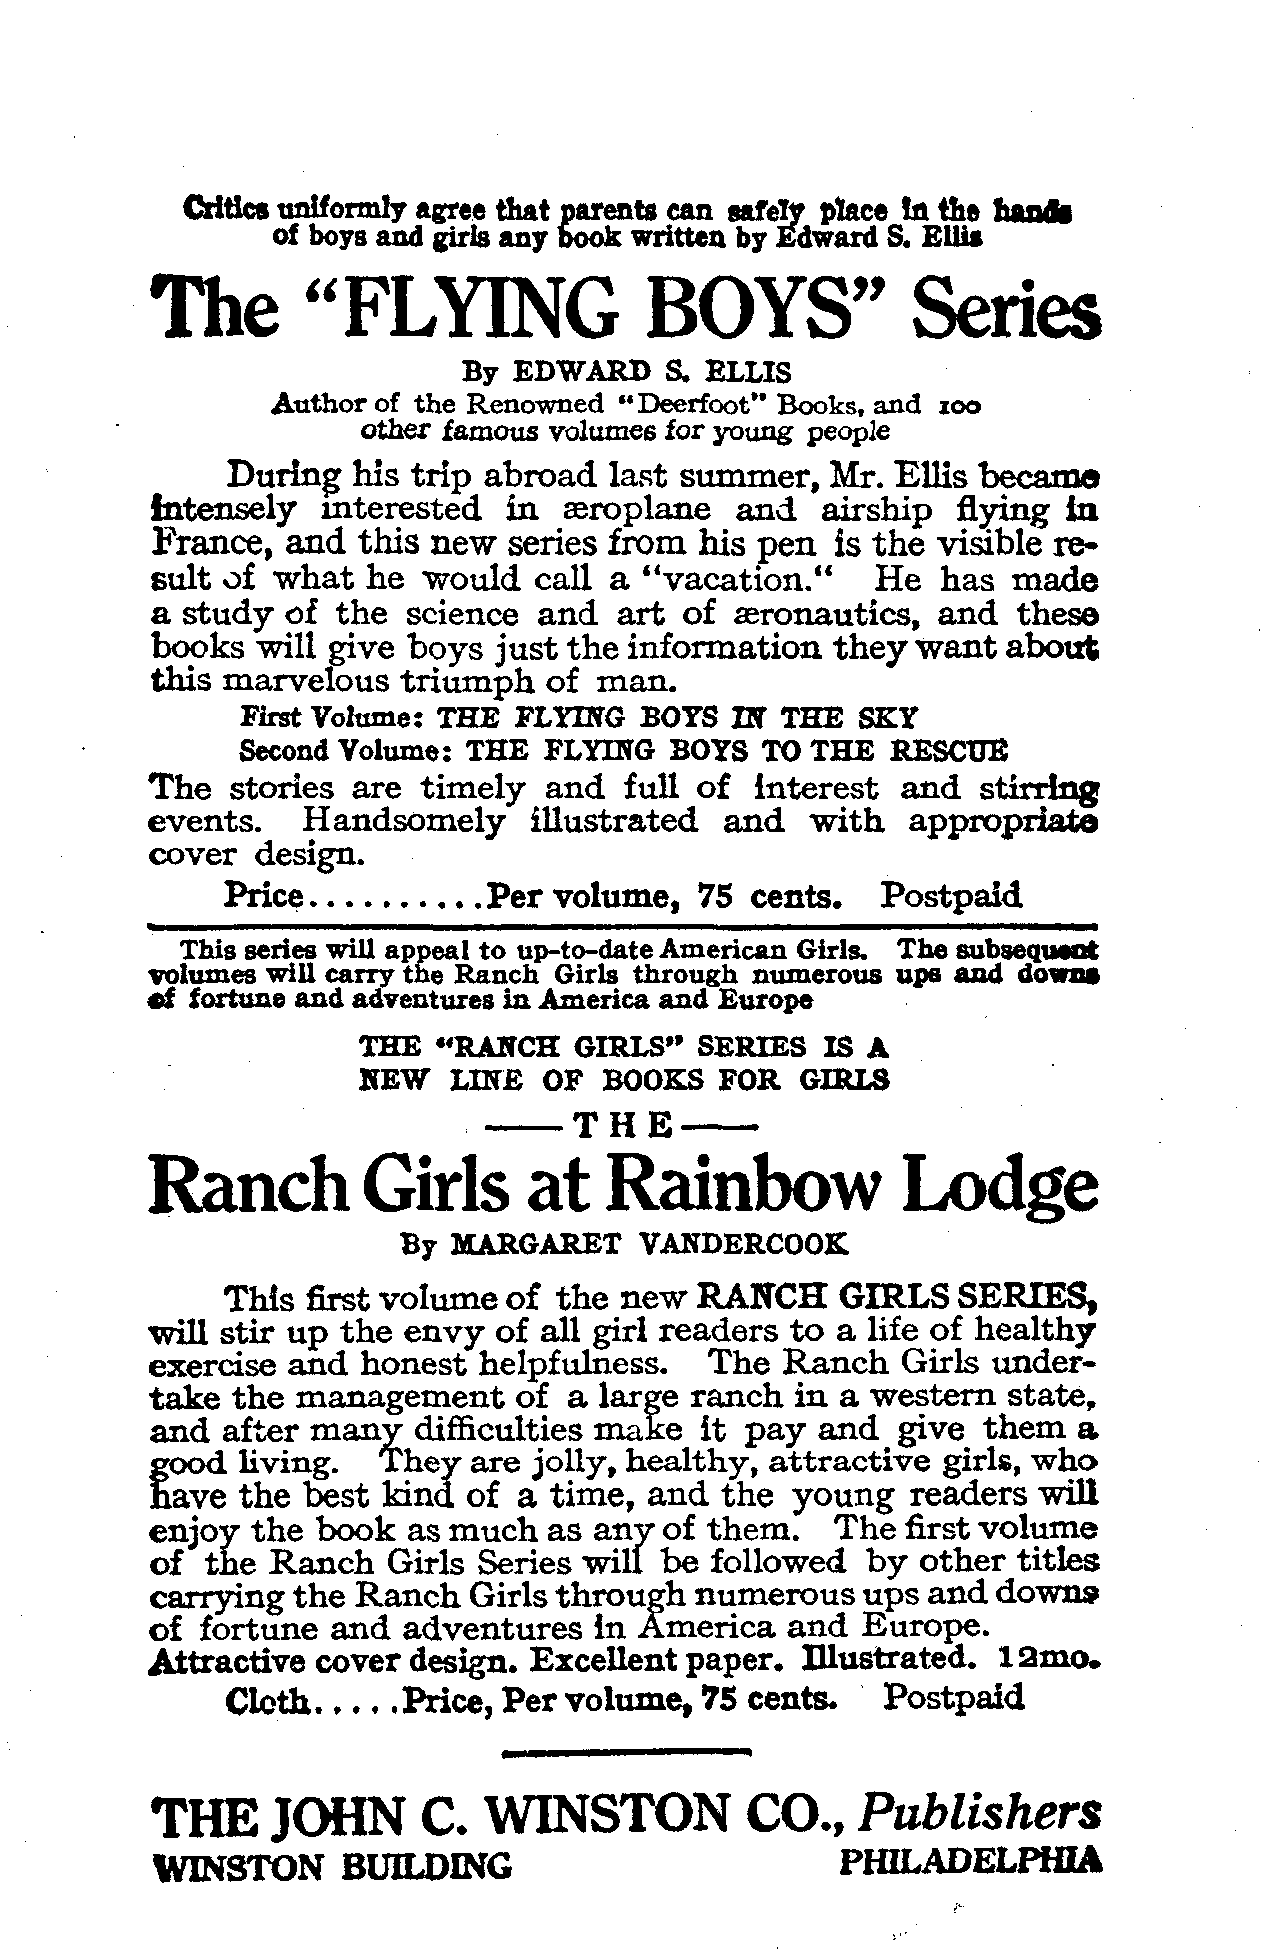 Critics uniformly agree that parents can safely place in the hands
of boys and girls any book written by Edward S. Ellis
The “FLYING BOYS” Series
By EDWARD S. ELLIS
Author of the Renowned “Deerfoot” Books, and 100
other famous volumes for young people
During his trip abroad last summer, Mr. Ellis became
intensely interested in æroplane and airship flying in
France, and this new series from his pen is the visible re-
sult of what he would call a “vacation.“ He has made
a study of the science and art of æronautics, and these
books will give boys just the information they want about
this marvelous triumph of man.
First Volume: THE FLYING BOYS IN THE SKY
Second Volume: THE FLYING BOYS TO THE RESCUE
The stories are timely and full of interest and stirring
events. Handsomely illustrated and with appropriate
cover design.
Price..........Per volume, 75 cents. Postpaid
This series will appeal to up-to-date American Girls. The subsequent
volumes will carry the Ranch Girls through numerous ups and downs
of fortune and adventures in America and Europe
THE “RANCH GIRLS” SERIES IS A
NEW LINE OF BOOKS FOR GIRLS
—THE—
Ranch Girls at Rainbow Lodge
By MARGARET VANDERCOOK
This first volume of the new RANCH GIRLS SERIES,
will stir up the envy of all girl readers to a life of healthy
exercise and honest helpfulness. The Ranch Girls under-
take the management of a large ranch in a western state,
and after many difficulties make it pay and give them a
good living. They are jolly, healthy, attractive girls, who
have the best kind of a time, and the young readers will
enjoy the book as much as any of them. The first volume
of the Ranch Girls Series will be followed by other titles
carrying the Ranch Girls through numerous ups and downs
of fortune and adventures in America and Europe.
Attractive cover design. Excellent paper. Illustrated. 12mo.
Cloth.....Price, Per volume, 75 cents. Postpaid
THE JOHN C. WINSTON CO., Publishers
WINSTON BUILDING PHILADELPHIA